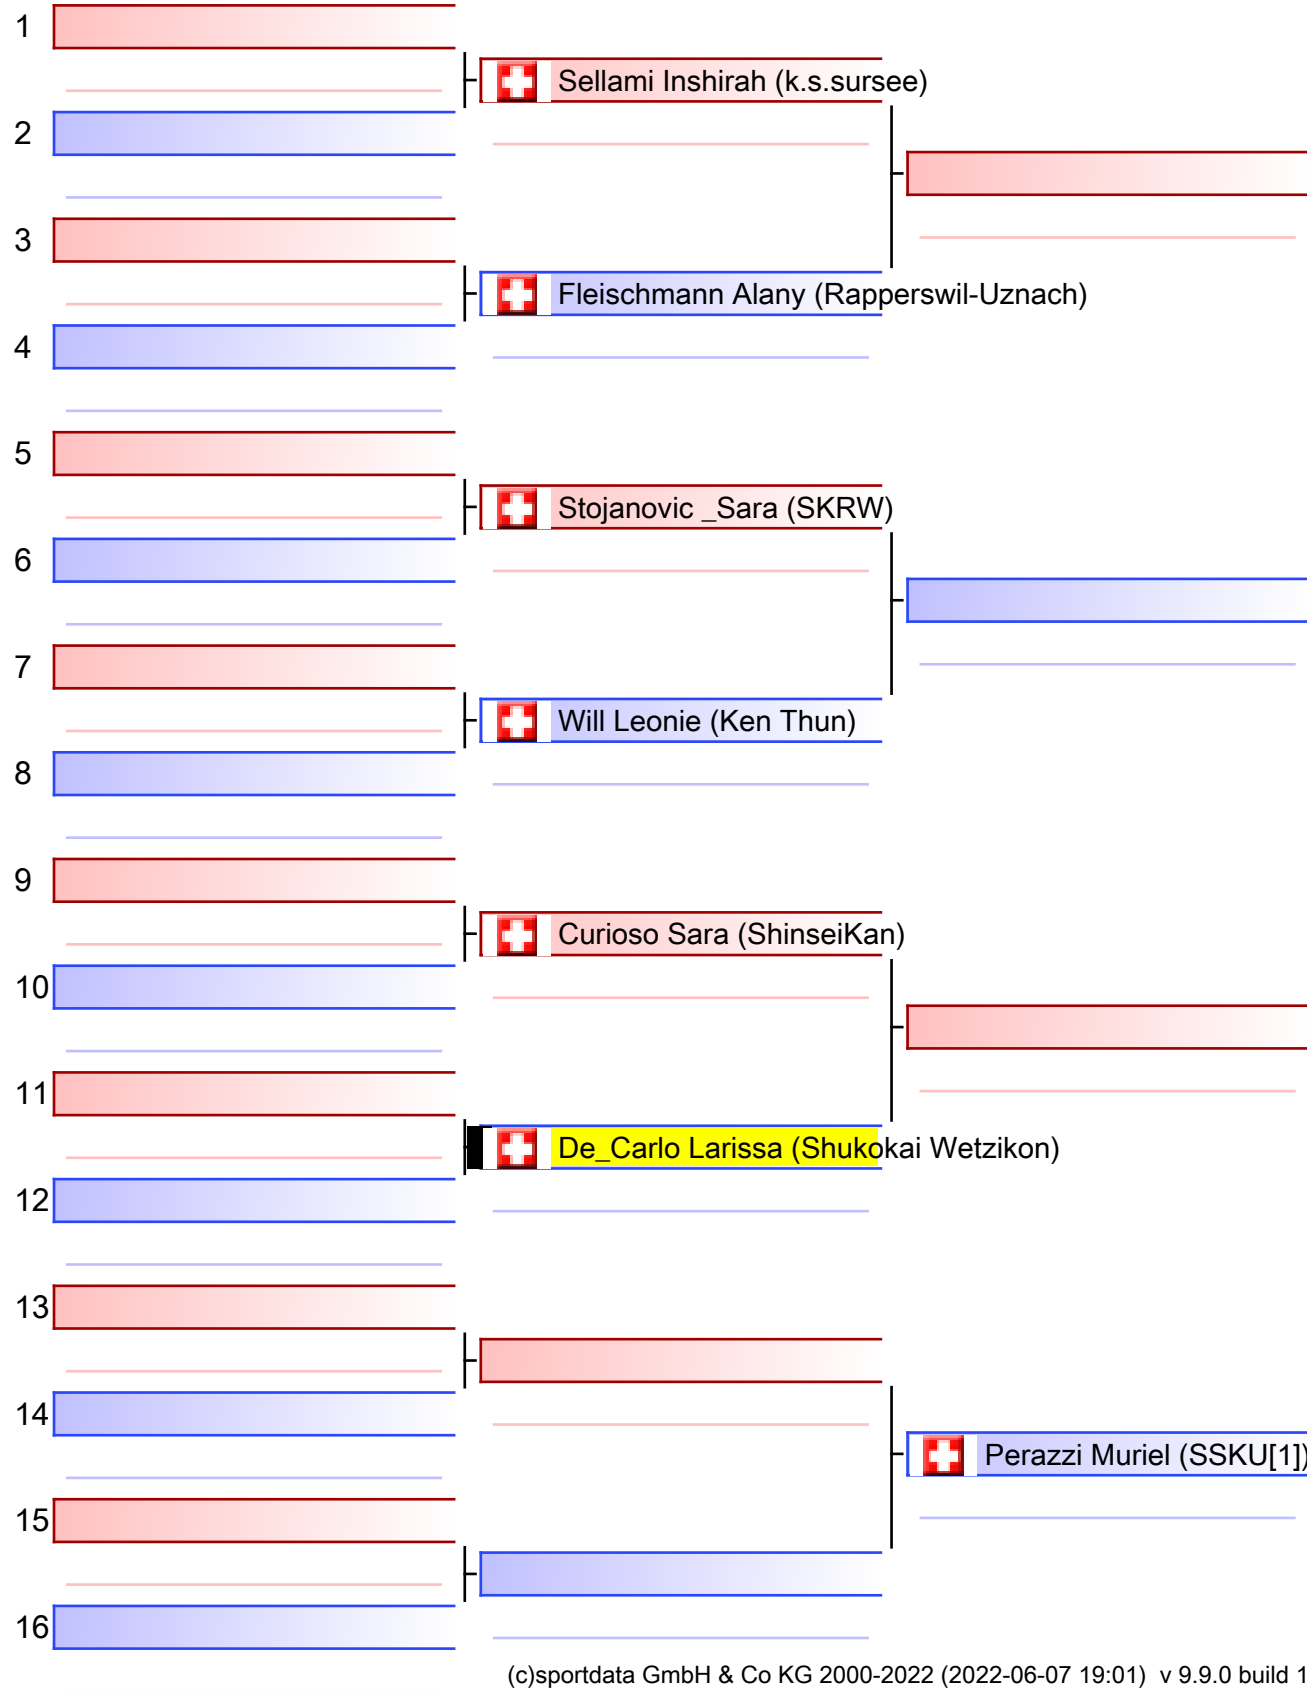 1
Sellami Inshirah (k.s.sursee)
2
3
Fleischmann Alany (Rapperswil-Uznach)
4
5
Stojanovic _Sara (SKRW)
6
7
Will Leonie (Ken Thun)
8
9
Curioso Sara (ShinseiKan)
10
11
De_Carlo Larissa (Shukokai Wetzikon)
12
13
14
Perazzi Muriel (SSKU[1])
15
16
(c)sportdata GmbH & Co KG 2000-2022 (2022-06-07 19:01) v 9.9.0 build 1